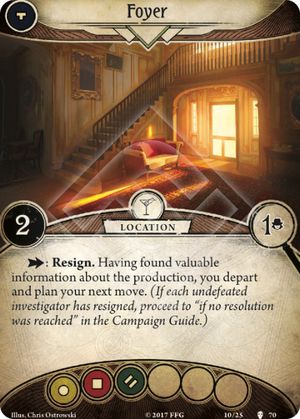 Foyer
2
LOCATION
1
: Resign. Having found valuable
information about the production, you depart
and plan your next move. (If each undefeated
investigator has resigned, proceed to “if no resolution
was reached” in the Campaign Guide.)
Illus. Chris Ostrowski
© 2017 FFG
10/25
70